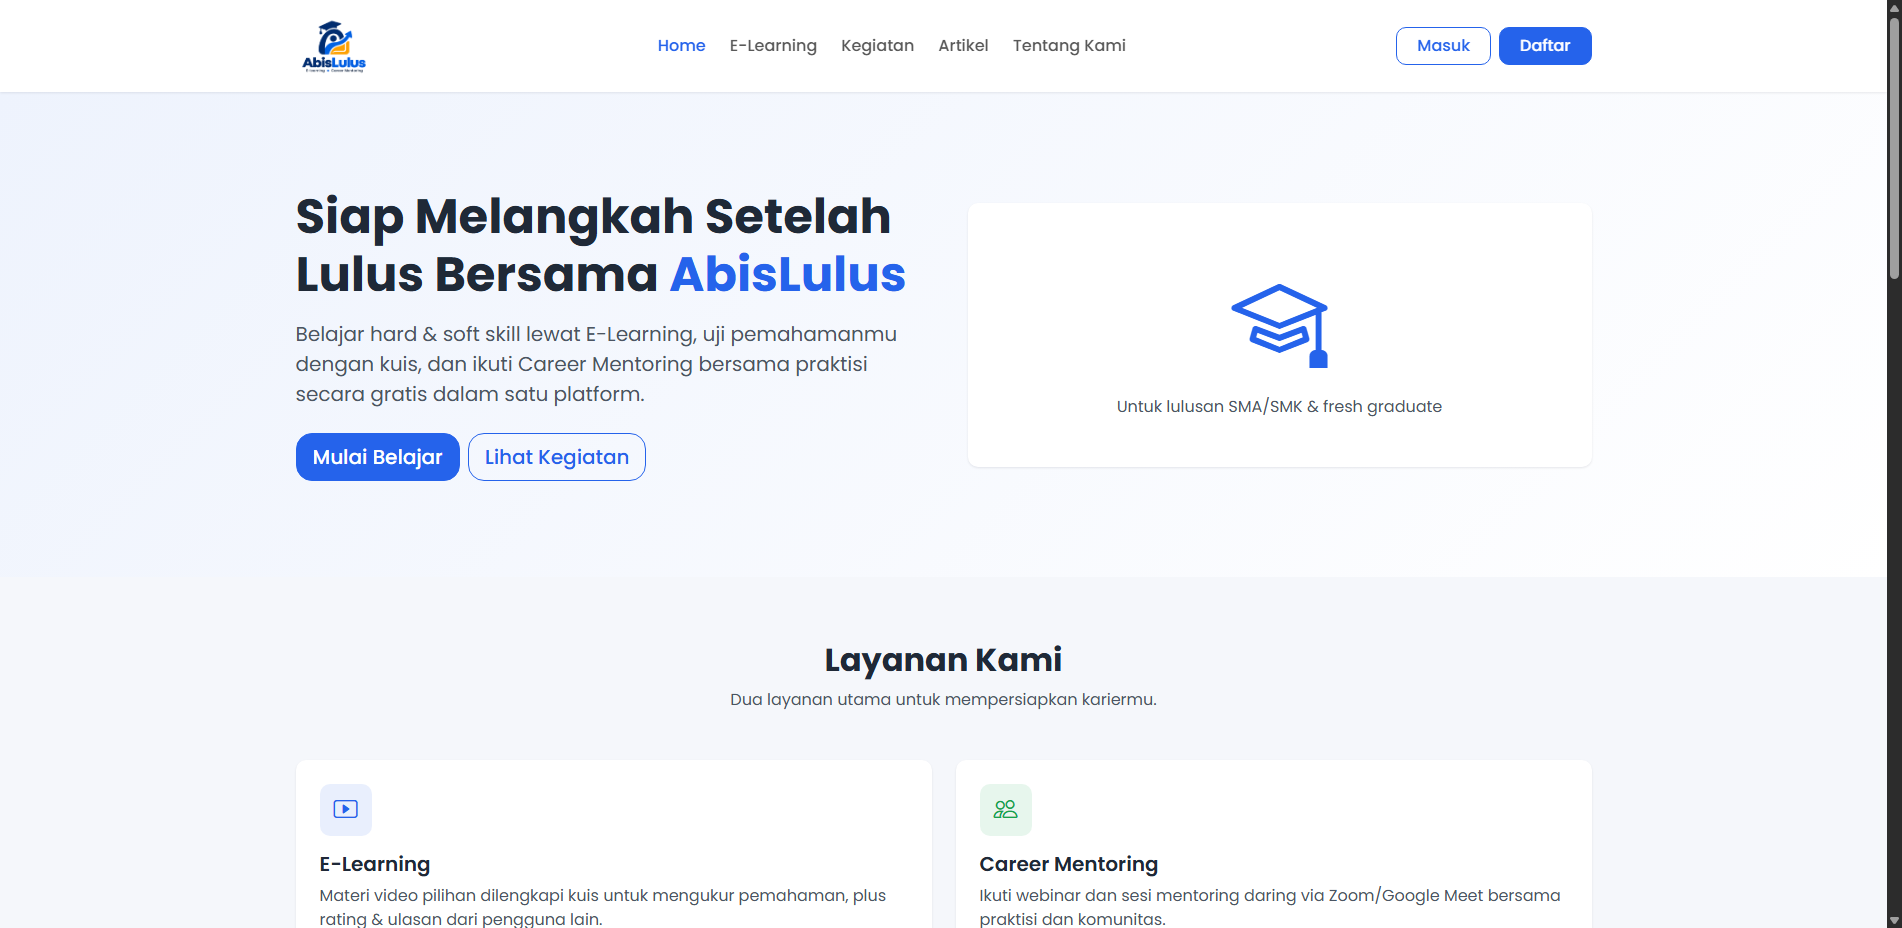 AbisLulus
E-Learning & Career Mentoring
Home
E-Learning
Kegiatan
Artikel
Tentang Kami
Masuk
Daftar
Siap Melangkah Setelah
Lulus Bersama AbisLulus
Belajar hard & soft skill lewat E-Learning, uji pemahamanmu
dengan kuis, dan ikuti Career Mentoring bersama praktisi
secara gratis dalam satu platform.
Mulai Belajar
Lihat Kegiatan
Untuk lulusan SMA/SMK & fresh graduate
Layanan Kami
Dua layanan utama untuk mempersiapkan kariermu.
E-Learning
Materi video pilihan dilengkapi kuis untuk mengukur pemahaman, plus
rating & ulasan dari pengguna lain.
Career Mentoring
Ikuti webinar dan sesi mentoring daring via Zoom/Google Meet bersama
praktisi dan komunitas.